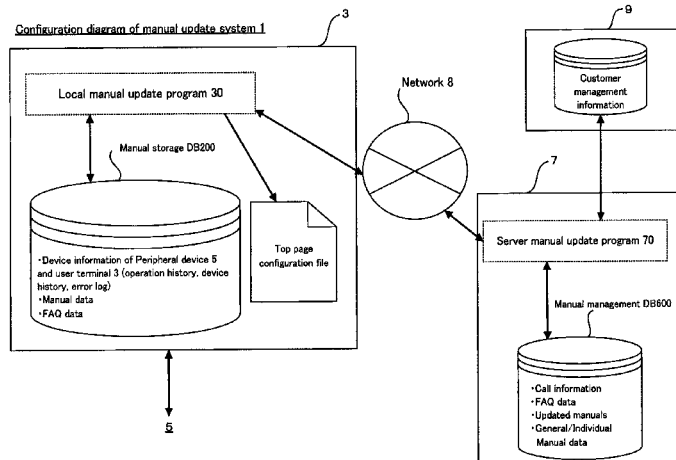 Configuration diagram of manual update system 1
3
Local manual update program 30
Manual storage DB200
・Device information of Peripheral device 5
and user terminal 3 (operation history, device
history, error log)
・Manual data
・FAQ data
Top page
configuration file
5
Network 8
9
Customer
management
information
7
Server manual update program 70
Manual management DB600
・Call information
・FAQ data
・Updated manuals
・General/Individual
Manual data